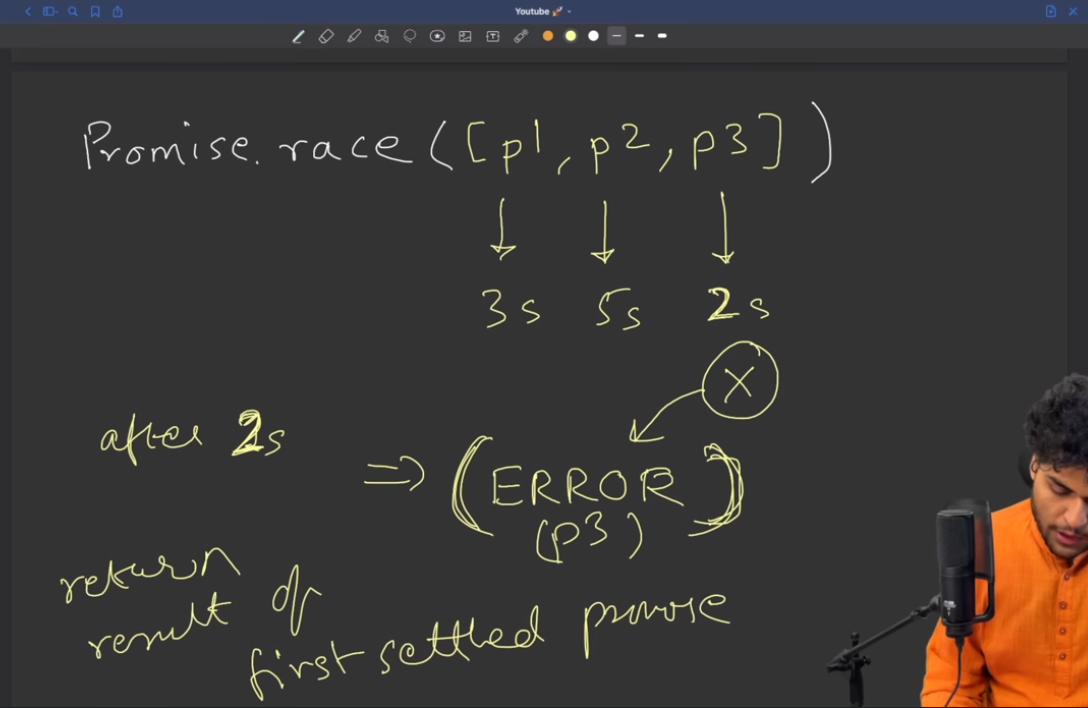 Youtube 🚀
Promise.race([p1, p2, p3])
3s 5s 2s
X
after 2s
=> (ERROR)
(p3)
return
result of
first settled promise